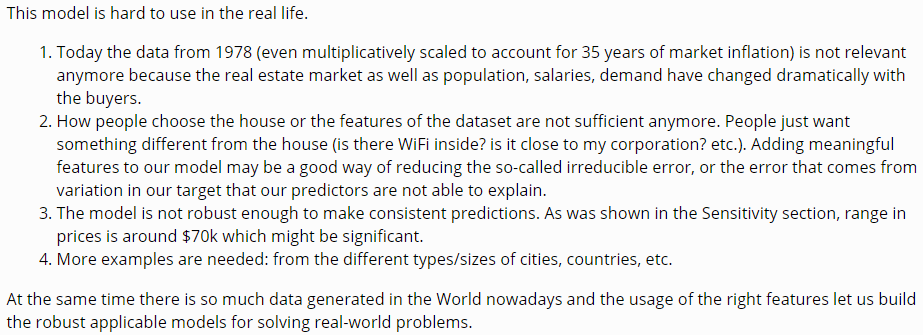 This model is hard to use in the real life.
1. Today the data from 1978 (even multiplicatively scaled to account for 35 years of market inflation) is not relevant
anymore because the real estate market as well as population, salaries, demand have changed dramatically with
the buyers.
2. How people choose the house or the features of the dataset are not sufficient anymore. People just want
something different from the house (is there WiFi inside? is it close to my corporation? etc.). Adding meaningful
features to our model may be a good way of reducing the so-called irreducible error, or the error that comes from
variation in our target that our predictors are not able to explain.
3. The model is not robust enough to make consistent predictions. As was shown in the Sensitivity section, range in
prices is around $70k which might be significant.
4. More examples are needed: from the different types/sizes of cities, countries, etc.
At the same time there is so much data generated in the World nowadays and the usage of the right features let us build
the robust applicable models for solving real-world problems.